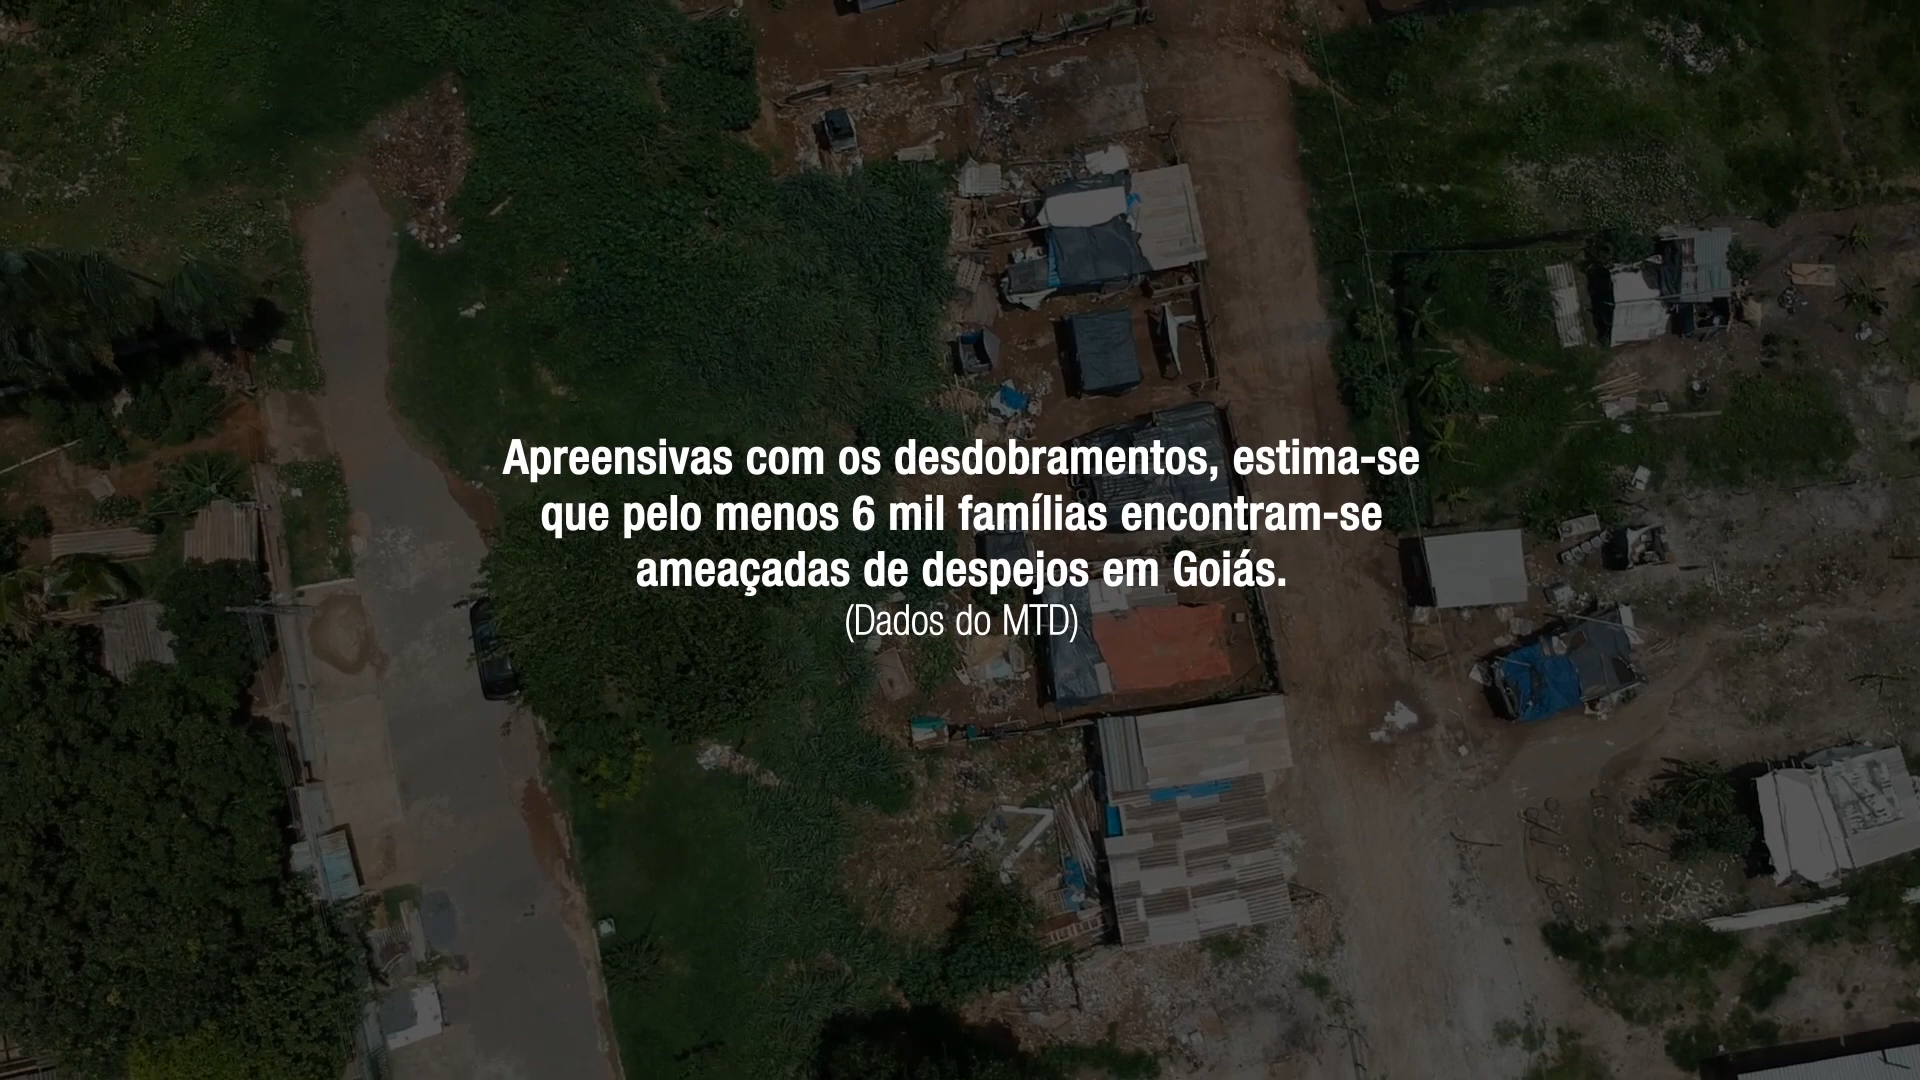 Apreensivas com os desdobramentos, estima-se
que pelo menos 6 mil famílias encontram-se
ameaçadas de despejos em Goiás.
(Dados do MTD)